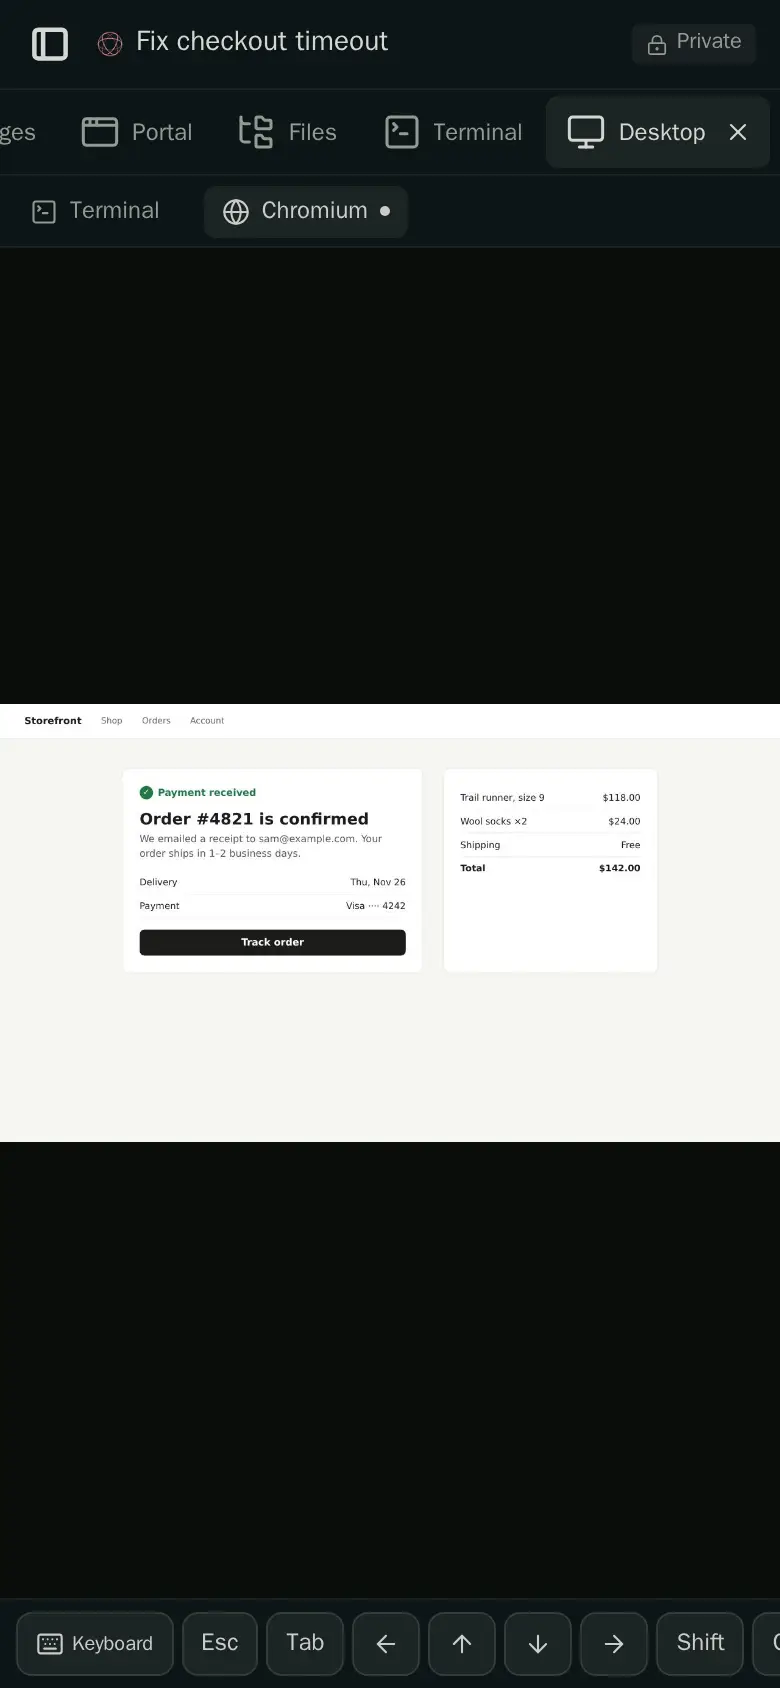 Fix checkout timeout
Private
ges
Portal
Files
Terminal
Desktop
Terminal
Chromium
Storefront
Shop
Orders
Account
Payment received
Order #4821 is confirmed
We emailed a receipt to sam@example.com. Your
order ships in 1–2 business days.
Delivery Thu, Nov 26
Payment Visa ···· 4242
Track order
Trail runner, size 9 $118.00
Wool socks ×2 $24.00
Shipping Free
Total $142.00
Keyboard
Esc
Tab
Shift